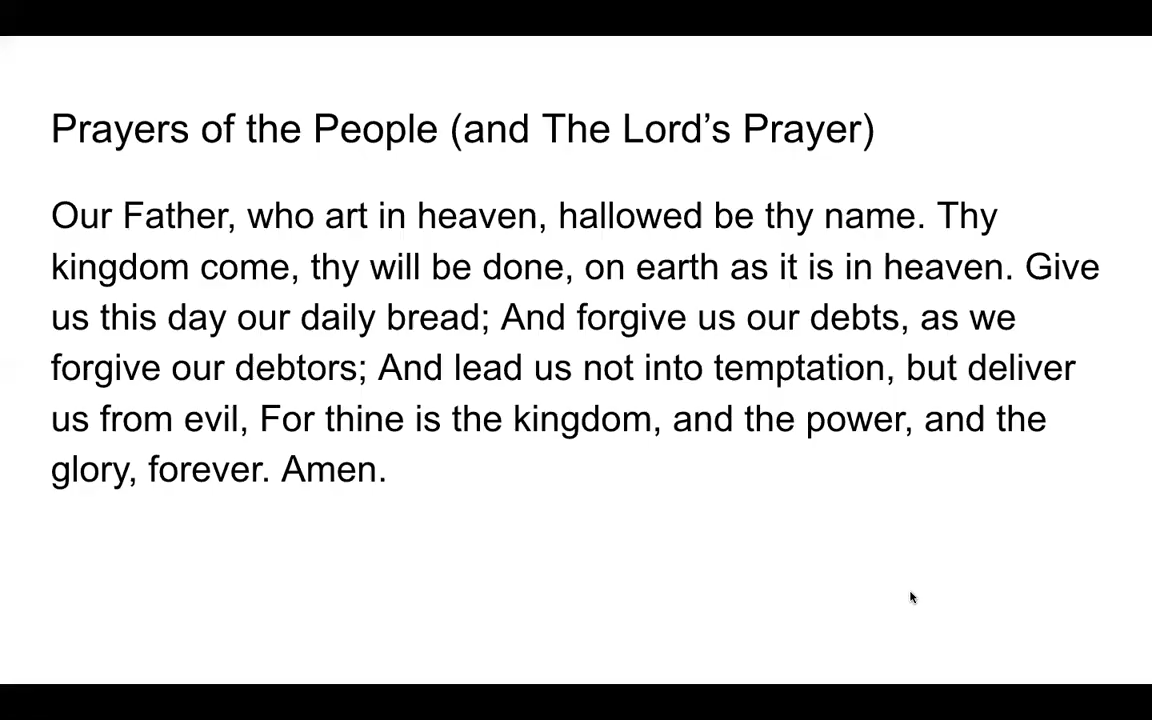 Prayers of the People (and The Lord’s Prayer)
Our Father, who art in heaven, hallowed be thy name. Thy
kingdom come, thy will be done, on earth as it is in heaven. Give
us this day our daily bread; And forgive us our debts, as we
forgive our debtors; And lead us not into temptation, but deliver
us from evil, For thine is the kingdom, and the power, and the
glory, forever. Amen.